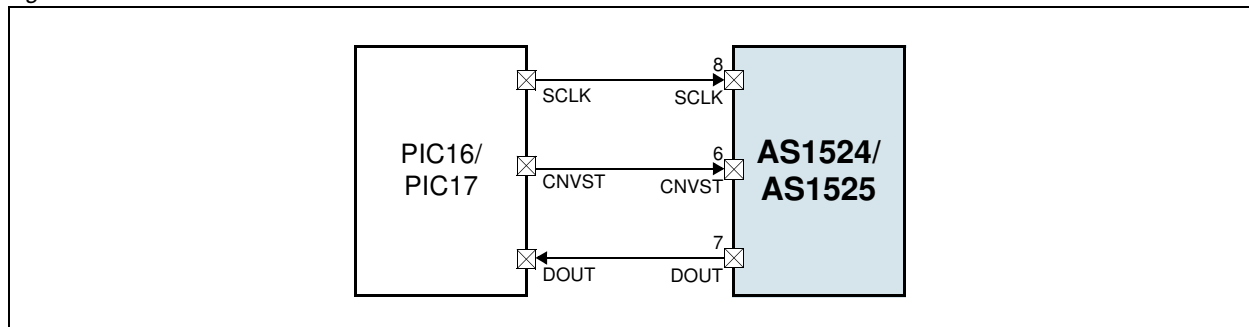 8
SCLK
SCLK
PIC16/
PIC17
6
CNVST
CNVST
AS1524/
AS1525
7
DOUT
DOUT